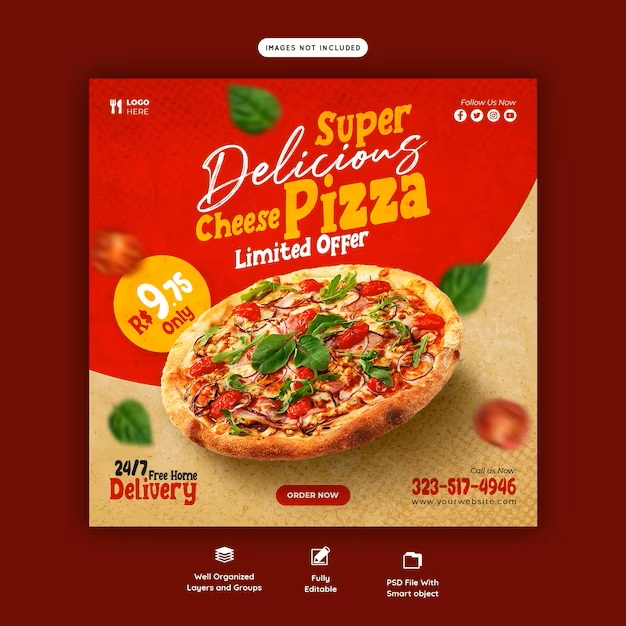 IMAGES NOT INCLUDED
LOGO
HERE
Follow Us Now
Super
Delicious
Cheese Pizza
Limited Offer
R$ 9.75
Only
24/7 Free Home
Delivery
ORDER NOW
Call us Now:
323-517-4946
www.yourwebsite.com
Well Organized
Layers and Groups
Fully
Editable
PSD File With
Smart object